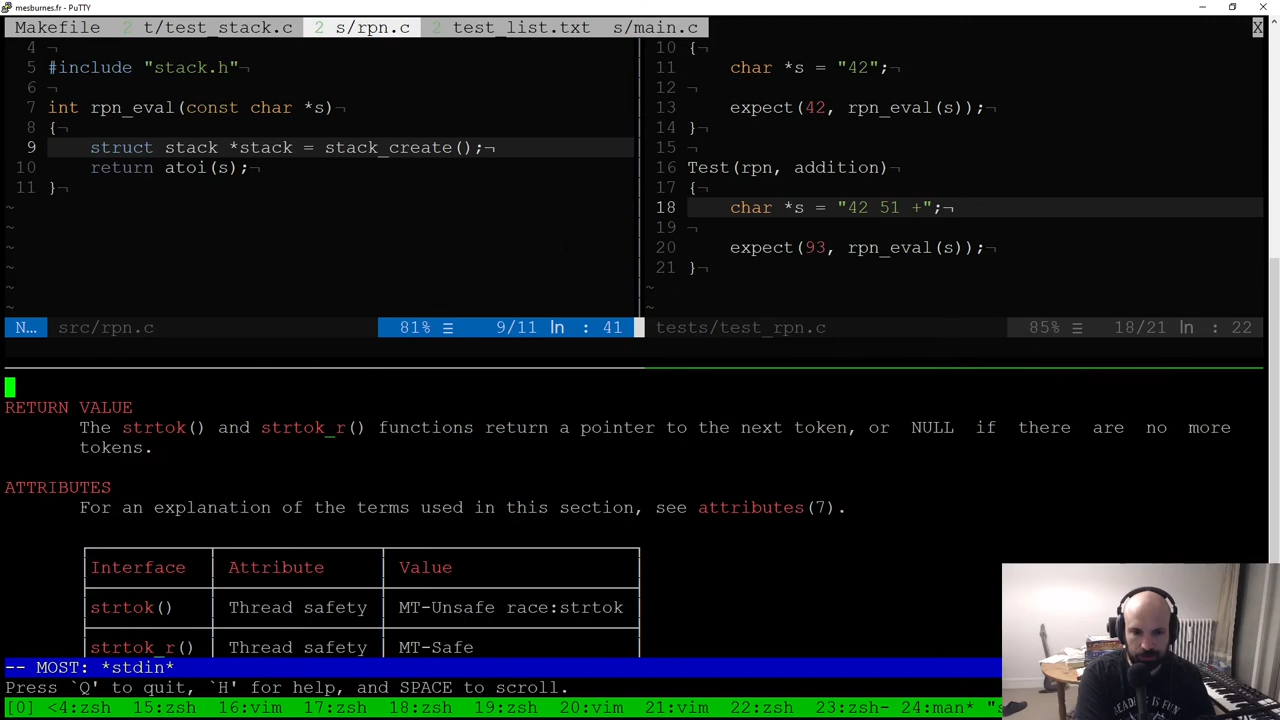 mesburnes.fr - PuTTY
Makefile 2 t/test_stack.c 2 s/rpn.c 2 test_list.txt s/main.c X
4 ¬
5 #include "stack.h"¬
6 ¬
7 int rpn_eval(const char *s)¬
8 {¬
9 struct stack *stack = stack_create();¬
10 return atoi(s);¬
11 }¬
~
~
~
~
~
~
N… src/rpn.c 81% ☰ 9/11 ln : 41
10 {¬
11 char *s = "42";¬
12 ¬
13 expect(42, rpn_eval(s));¬
14 }¬
15 ¬
16 Test(rpn, addition)¬
17 {¬
18 char *s = "42 51 +";¬
19 ¬
20 expect(93, rpn_eval(s));¬
21 }¬
~
~
tests/test_rpn.c 85% ☰ 18/21 ln : 22
RETURN VALUE
The strtok() and strtok_r() functions return a pointer to the next token, or NULL if there are no more
tokens.
ATTRIBUTES
For an explanation of the terms used in this section, see attributes(7).
Interface Attribute Value
strtok() Thread safety MT-Unsafe race:strtok
strtok_r() Thread safety MT-Safe
-- MOST: *stdin*
Press `Q' to quit, `H' for help, and SPACE to scroll.
[0] <4:zsh 15:zsh 16:vim 17:zsh 18:zsh 19:zsh 20:vim 21:vim 22:zsh 23:zsh- 24:man* "s